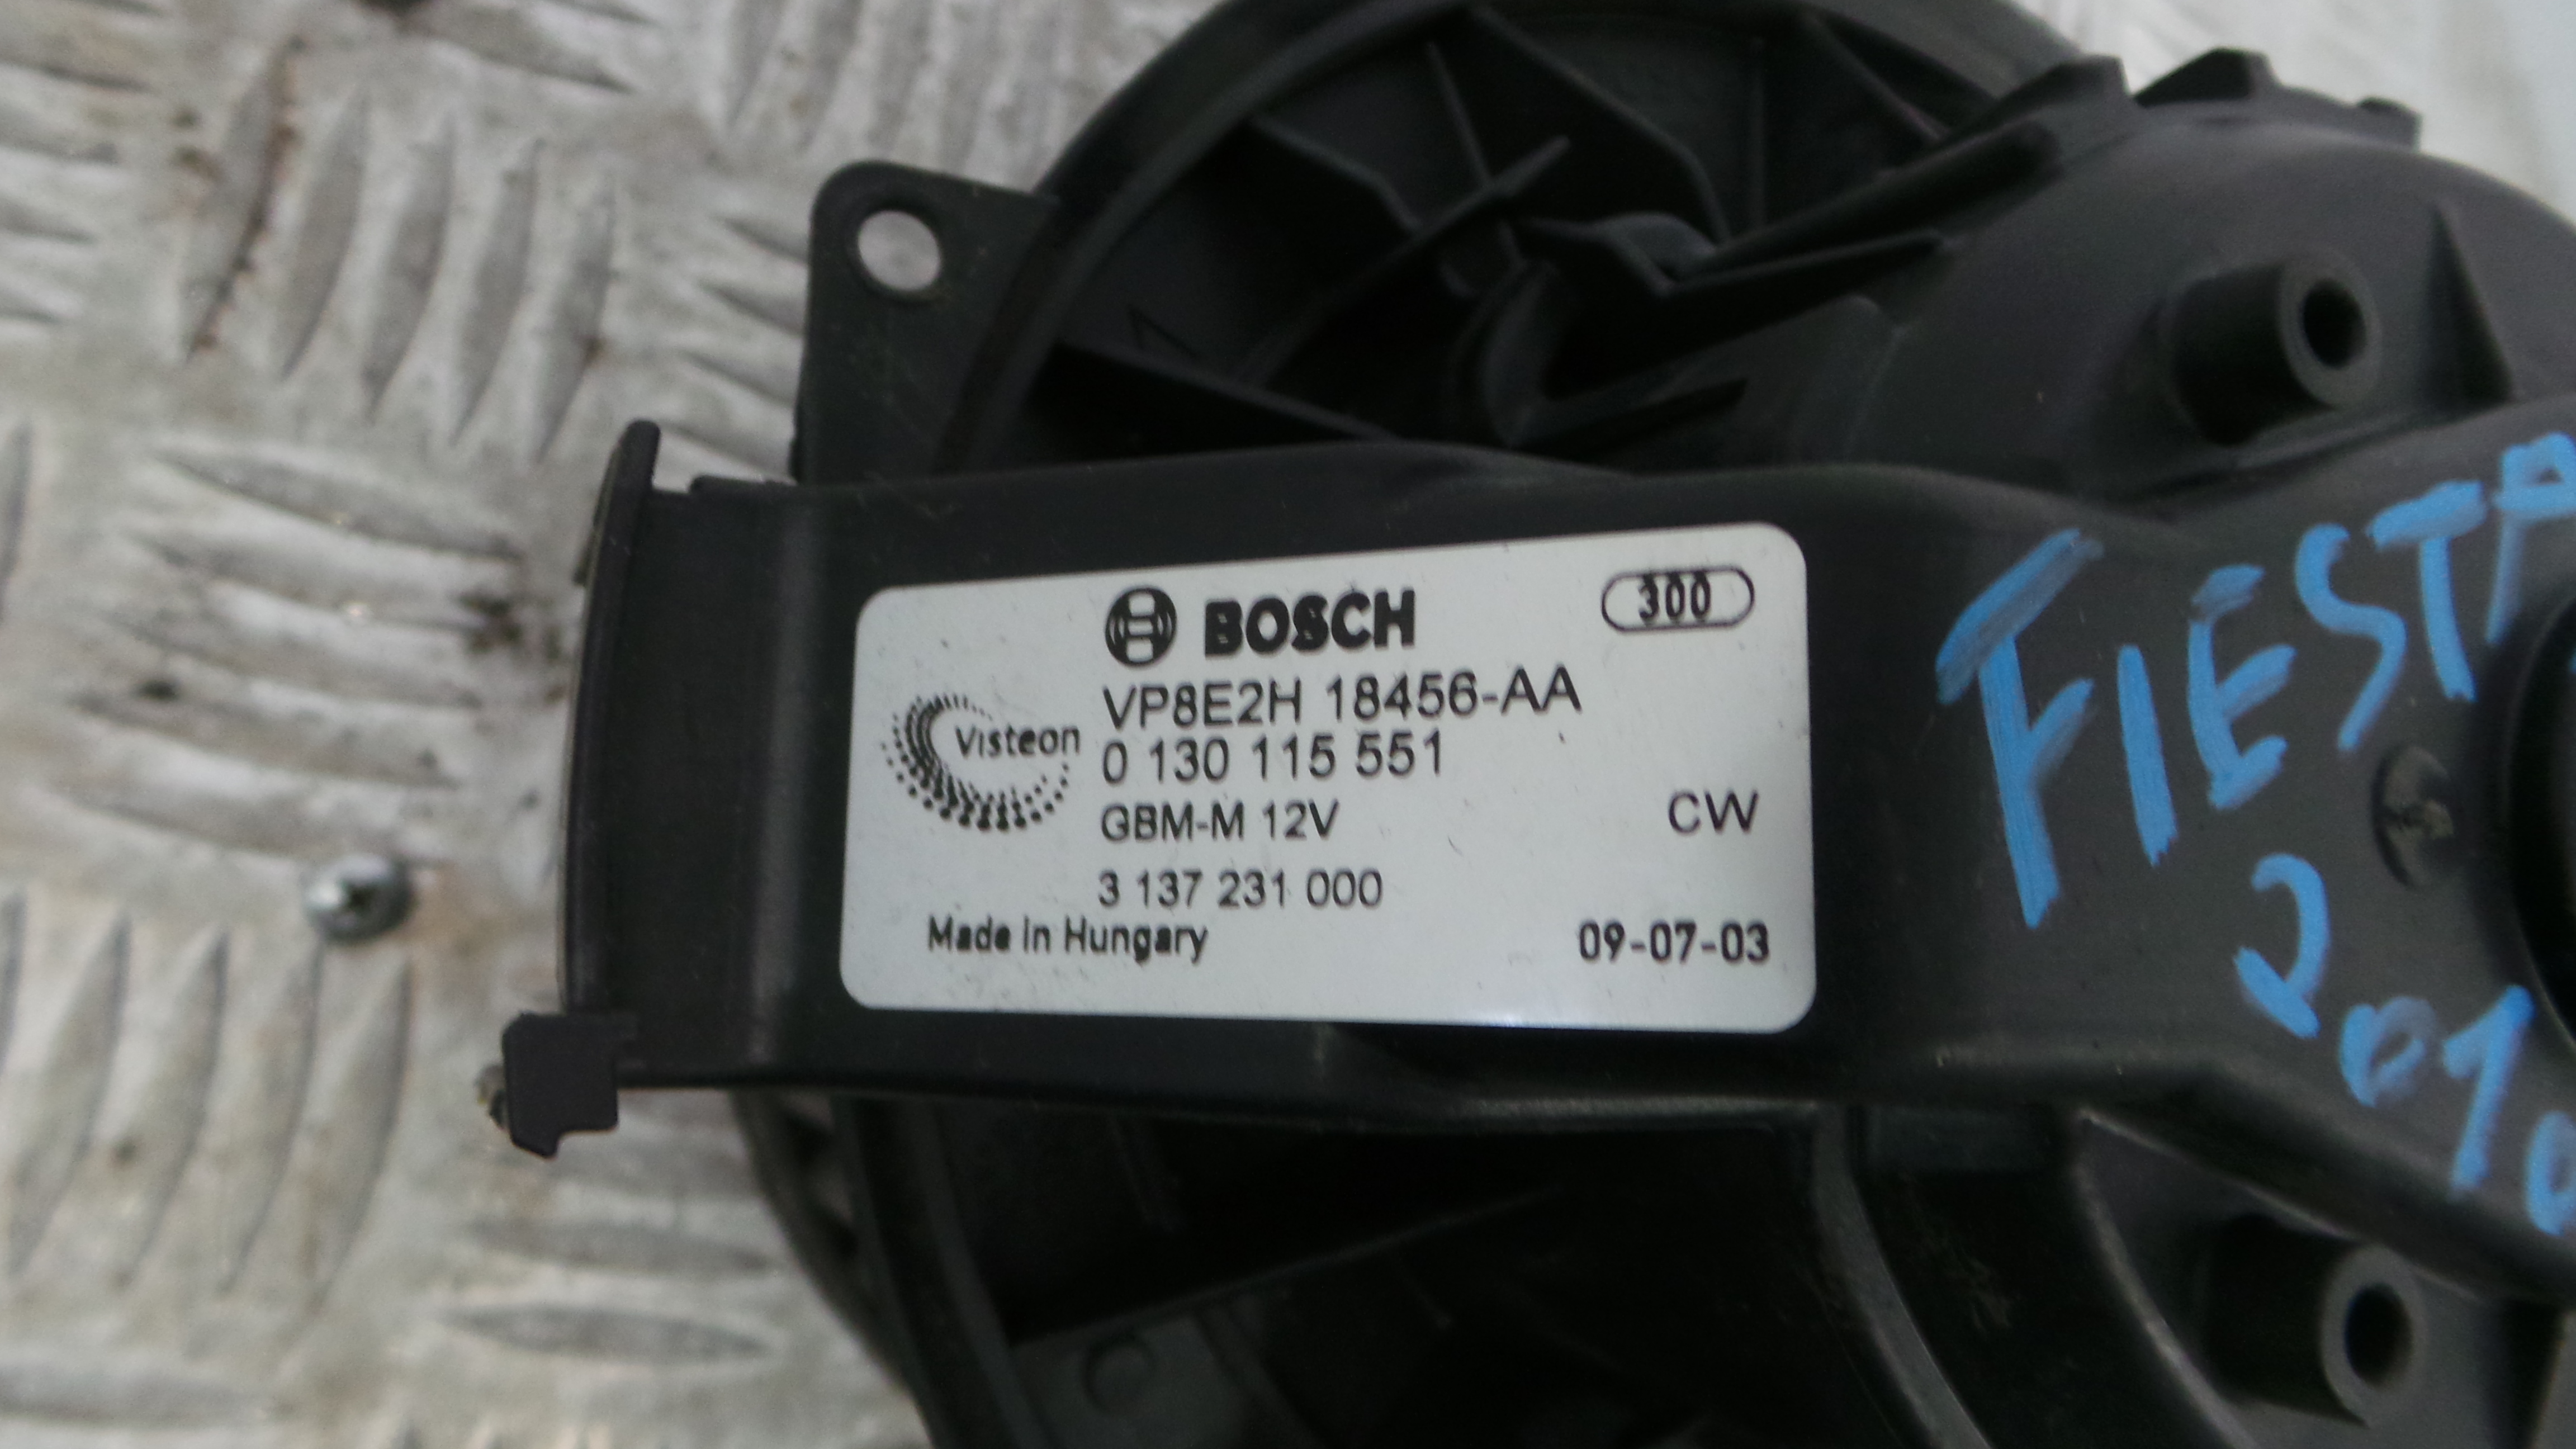 BOSCH
300
Visteon
VP8E2H 18456-AA
0 130 115 551
GBM-M 12V
CW
3 137 231 000
Made in Hungary
09-07-03
FIESTA
2010